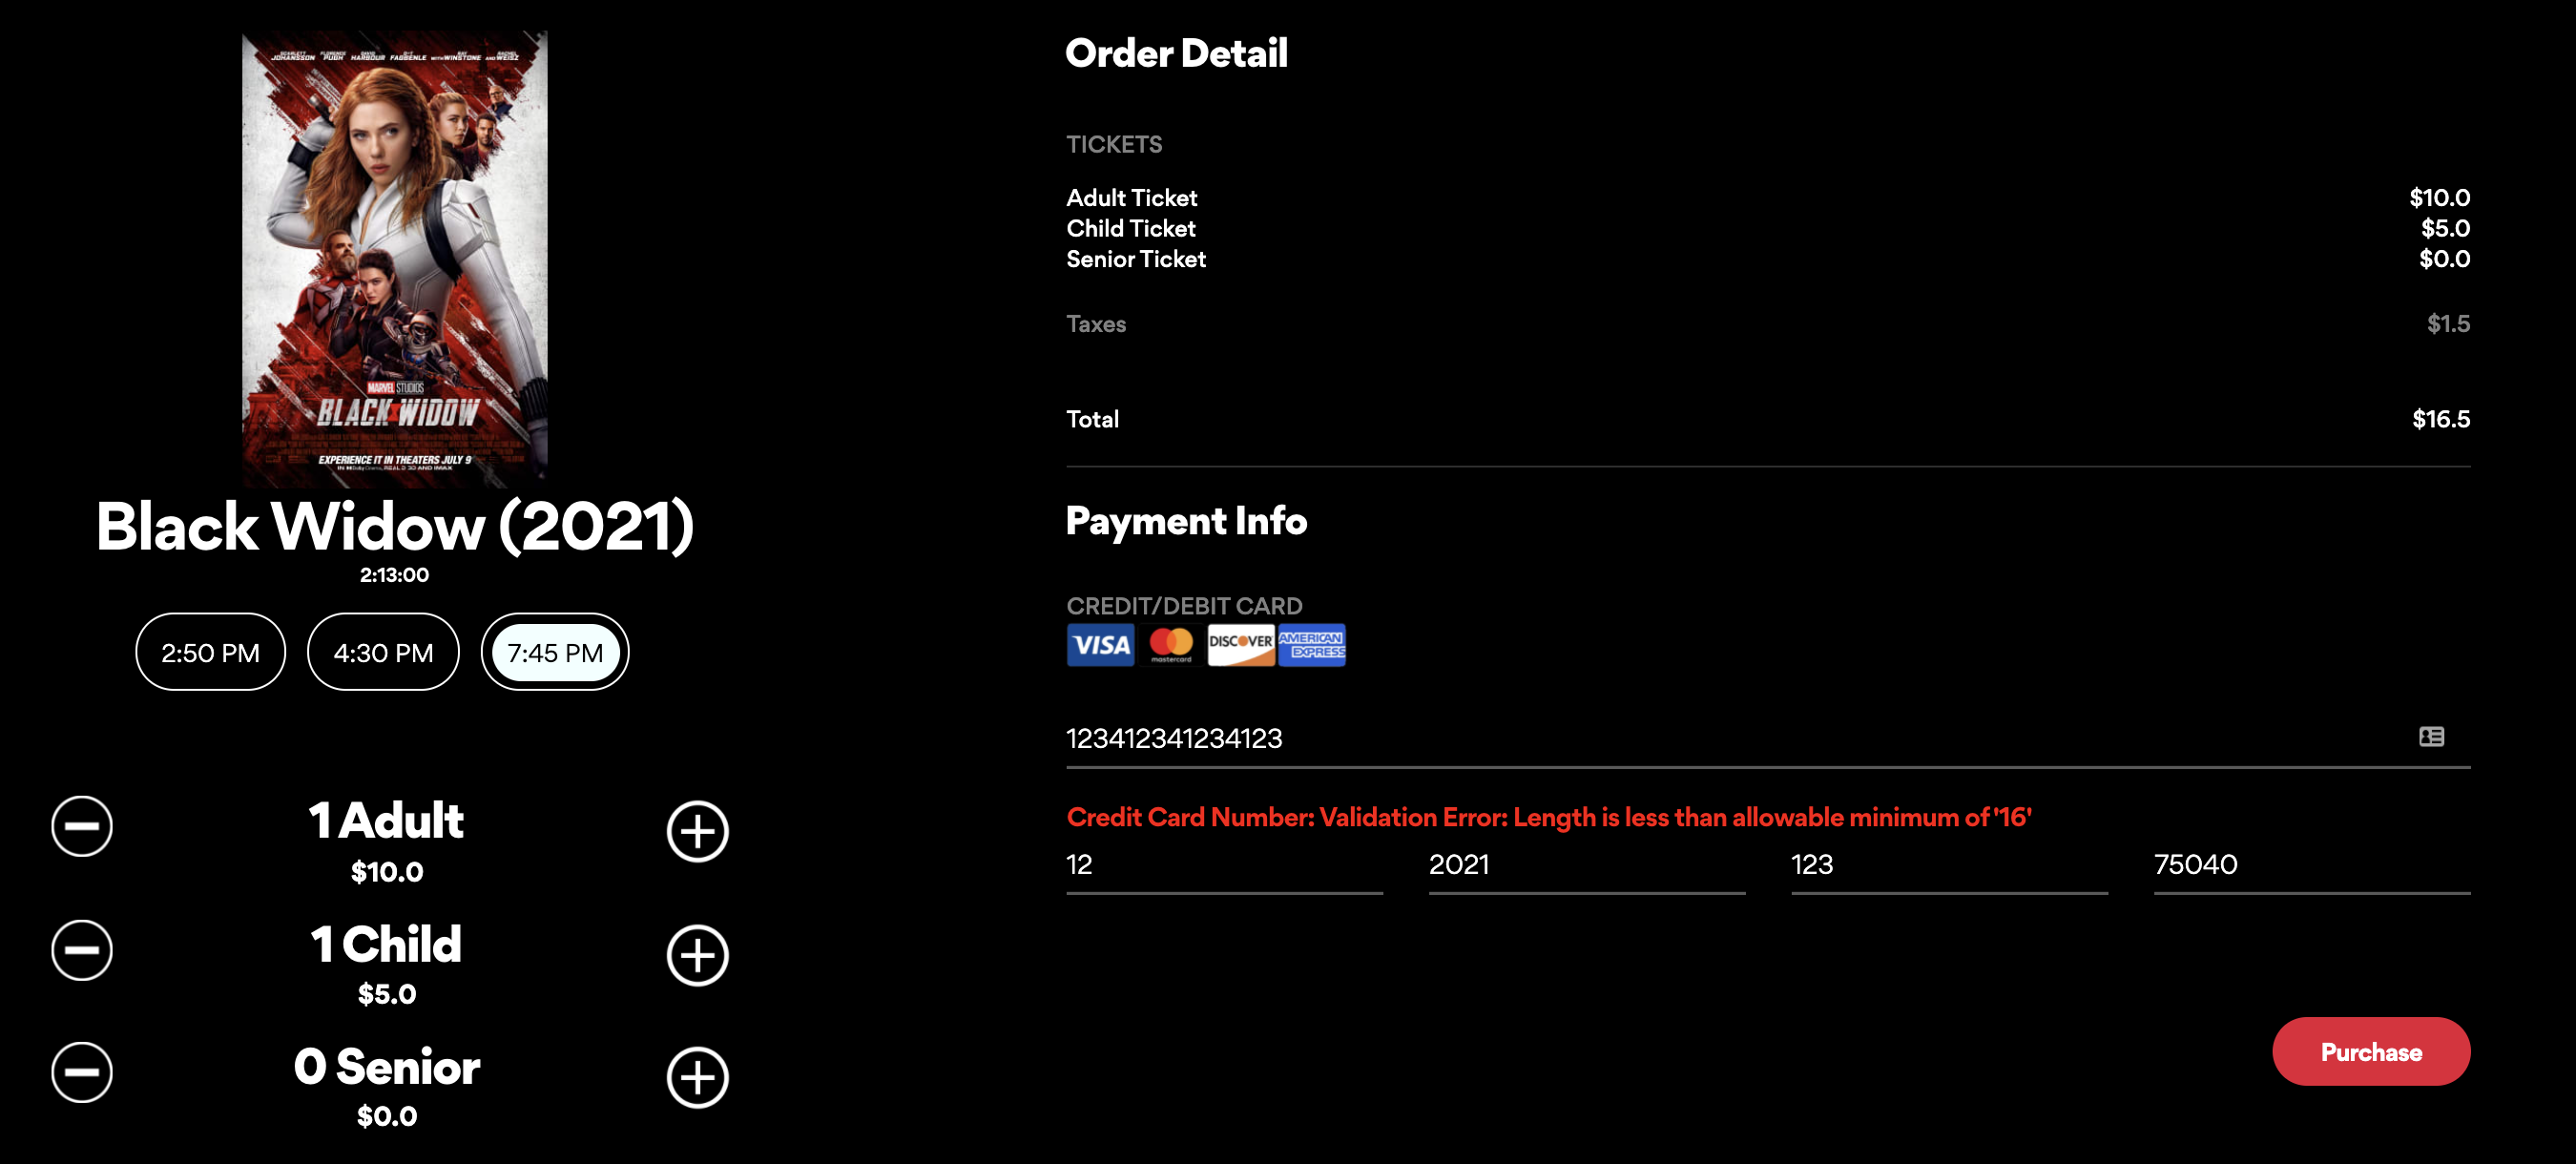 SCARLETT JOHANSSON FLORENCE PUGH DAVID HARBOUR O-T FAGBENLE WITH RAY WINSTONE AND RACHEL WEISZ
MARVEL STUDIOS
BLACK WIDOW
EXPERIENCE IT IN THEATERS JULY 9
Black Widow (2021)
2:13:00
2:50 PM
4:30 PM
7:45 PM
1 Adult
$10.0
1 Child
$5.0
0 Senior
$0.0
Order Detail
TICKETS
Adult Ticket $10.0
Child Ticket $5.0
Senior Ticket $0.0
Taxes $1.5
Total $16.5
Payment Info
CREDIT/DEBIT CARD
VISA
mastercard
DISCOVER
AMERICAN
EXPRESS
123412341234123
Credit Card Number: Validation Error: Length is less than allowable minimum of '16'
12 2021 123 75040
Purchase